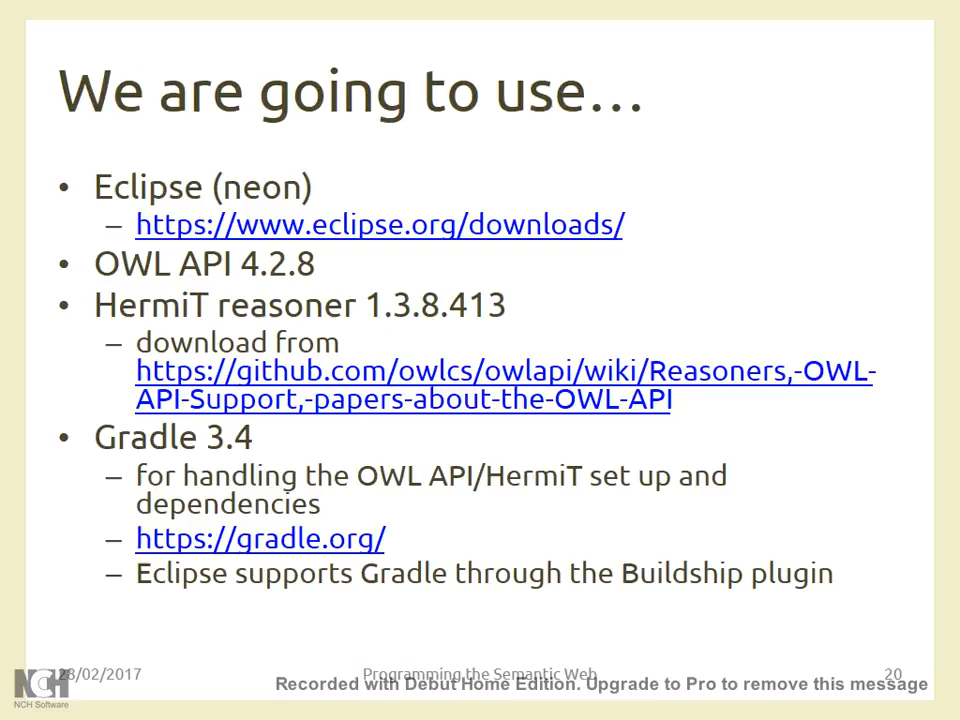 We are going to use…
• Eclipse (neon)
– https://www.eclipse.org/downloads/
• OWL API 4.2.8
• HermiT reasoner 1.3.8.413
– download from
https://github.com/owlcs/owlapi/wiki/Reasoners,-OWL-
API-Support,-papers-about-the-OWL-API
• Gradle 3.4
– for handling the OWL API/HermiT set up and
dependencies
– https://gradle.org/
– Eclipse supports Gradle through the Buildship plugin
28/02/2017
Programming the Semantic Web
20
Recorded with Debut Home Edition. Upgrade to Pro to remove this message
NCH
NCH Software